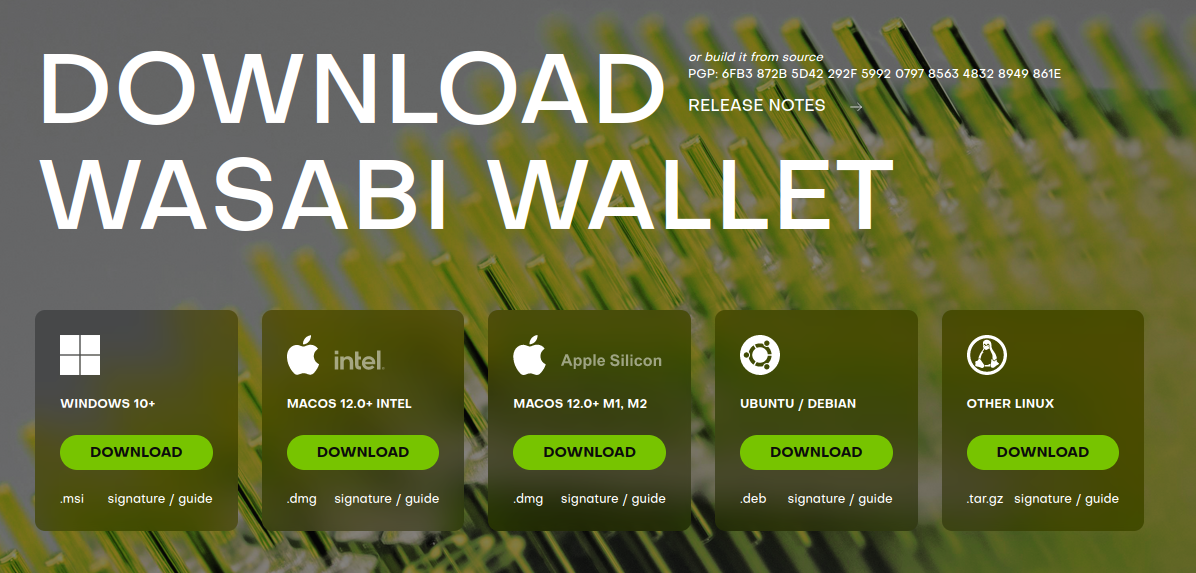 DOWNLOAD
WASABI WALLET
or build it from source
PGP: 6FB3 872B 5D42 292F 5992 0797 8563 4832 8949 861E
RELEASE NOTES →
WINDOWS 10+
DOWNLOAD
.msi signature / guide
intel.
MACOS 12.0+ INTEL
DOWNLOAD
.dmg signature / guide
Apple Silicon
MACOS 12.0+ M1, M2
DOWNLOAD
.dmg signature / guide
UBUNTU / DEBIAN
DOWNLOAD
.deb signature / guide
OTHER LINUX
DOWNLOAD
.tar.gz signature / guide